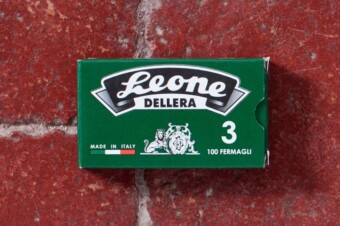 Leone
DELLERA
3
MADE IN ITALY
100 FERMAGLI